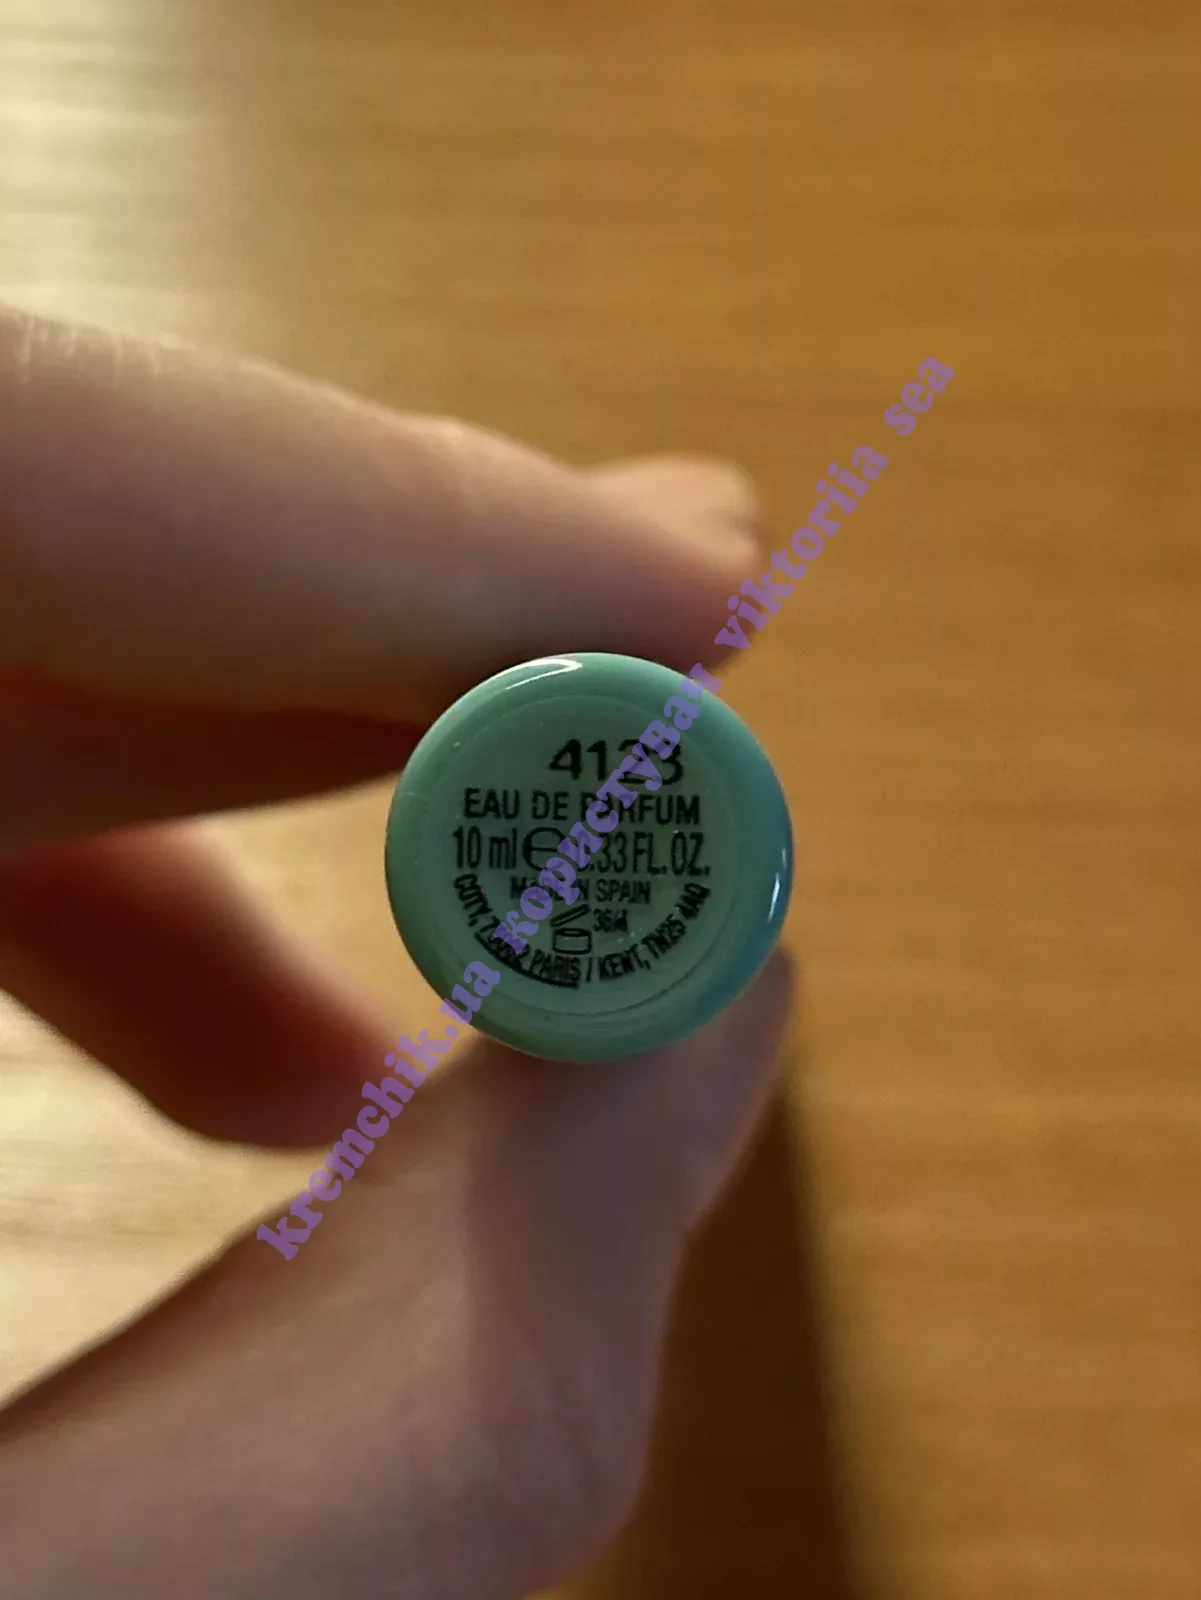 4123
EAU DE PARFUM
10 ml e 0.33 FL. OZ.
MADE IN SPAIN
36M
COTY, 75002 PARIS / KENT, TN25 4AQ
kremchik.ua користувач viktoriia sea